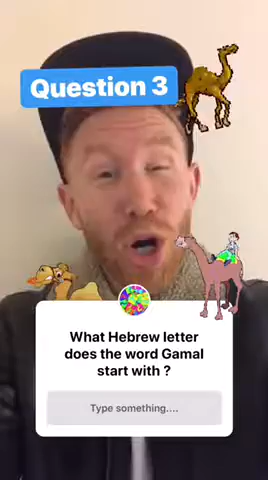 Question 3
What Hebrew letter
does the word Gamal
start with ?
Type something....